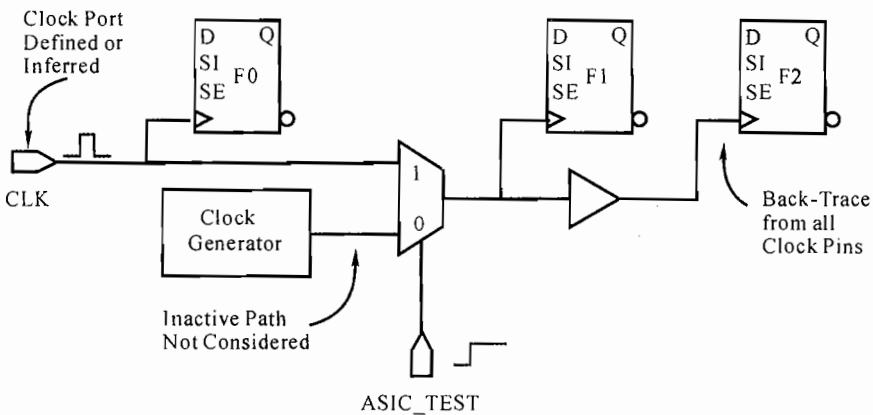 Clock Port
Defined or
Inferred
D Q
SI
F0
SE
D Q
SI
F1
SE
D Q
SI
F2
SE
CLK
1
0
Clock
Generator
Back-Trace
from all
Clock Pins
Inactive Path
Not Considered
ASIC_TEST